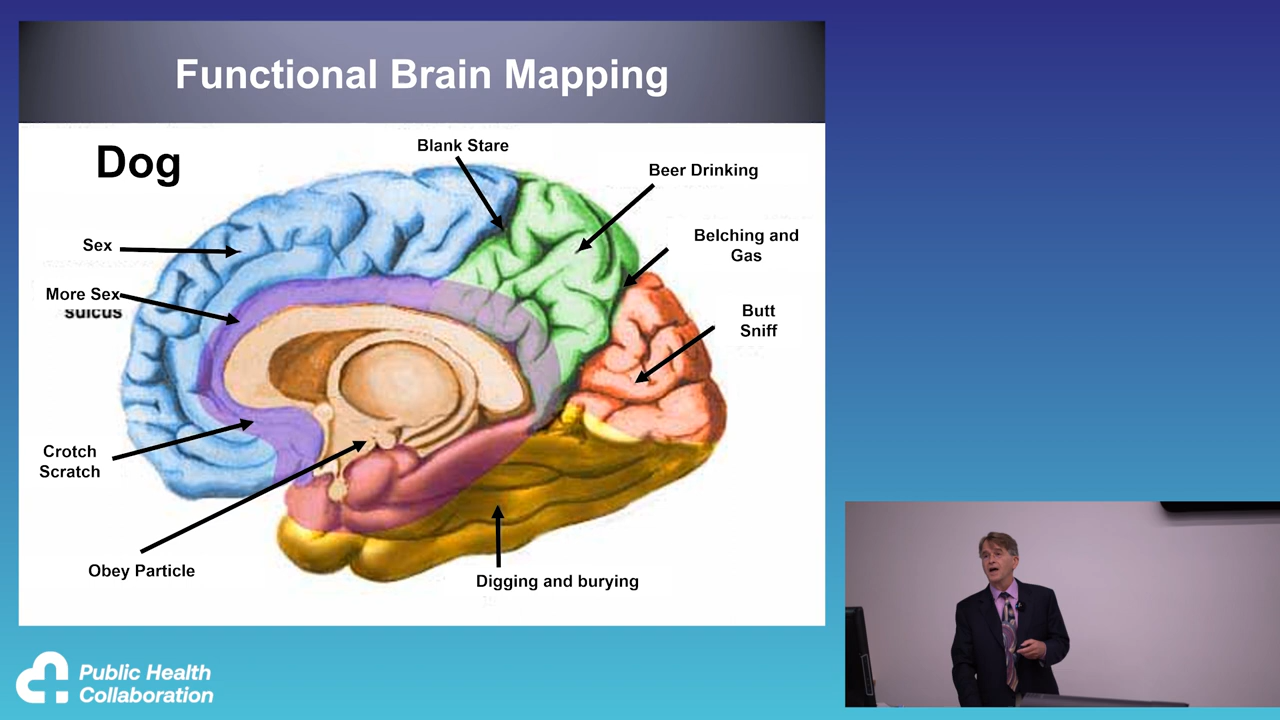 Functional Brain Mapping
Dog
Blank Stare
Beer Drinking
Belching and
Gas
Sex
More Sex
sulcus
Butt
Sniff
Crotch
Scratch
Obey Particle
Digging and burying
Public Health
Collaboration